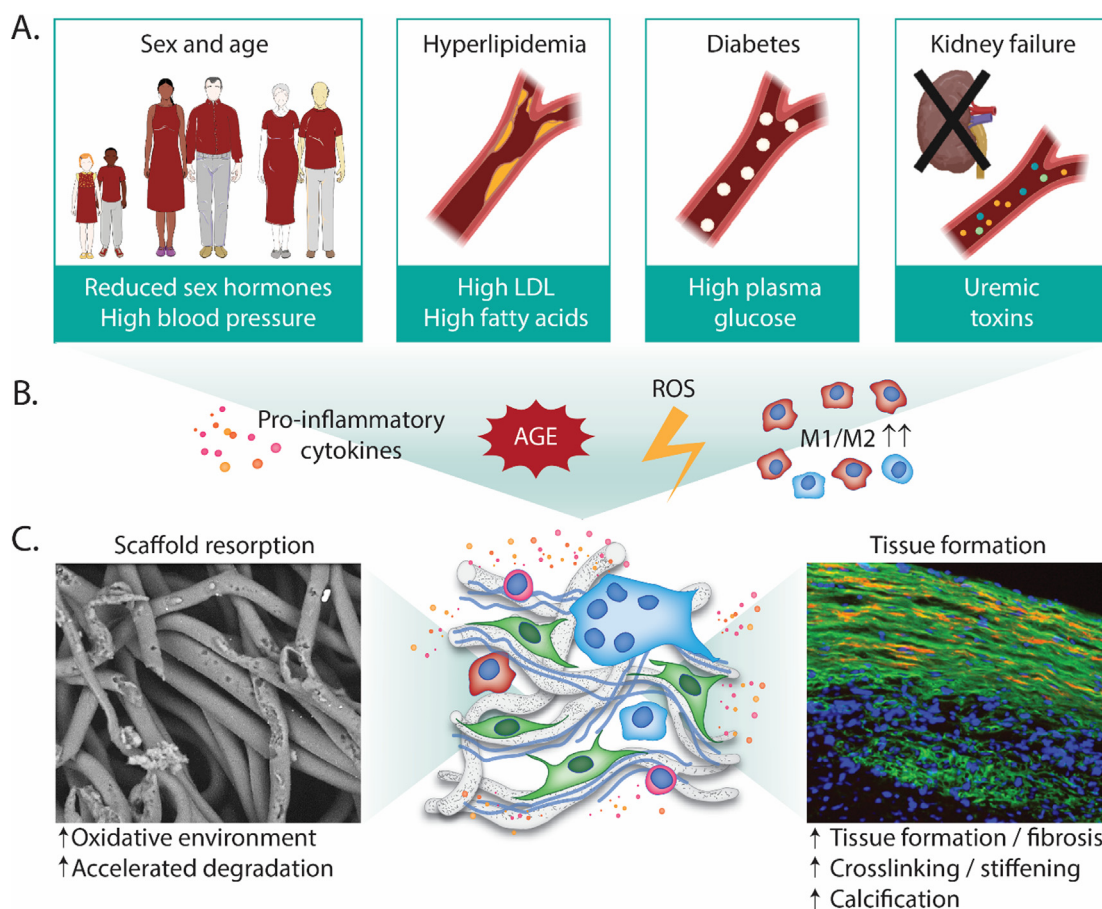 A.
Sex and age
Hyperlipidemia
Diabetes
Kidney failure
Reduced sex hormones
High blood pressure
High LDL
High fatty acids
High plasma
glucose
Uremic
toxins
B.
Pro-inflammatory
cytokines
AGE
ROS
M1/M2 ↑↑
C.
Scaffold resorption
Tissue formation
↑Oxidative environment
↑Accelerated degradation
↑ Tissue formation / fibrosis
↑ Crosslinking / stiffening
↑ Calcification